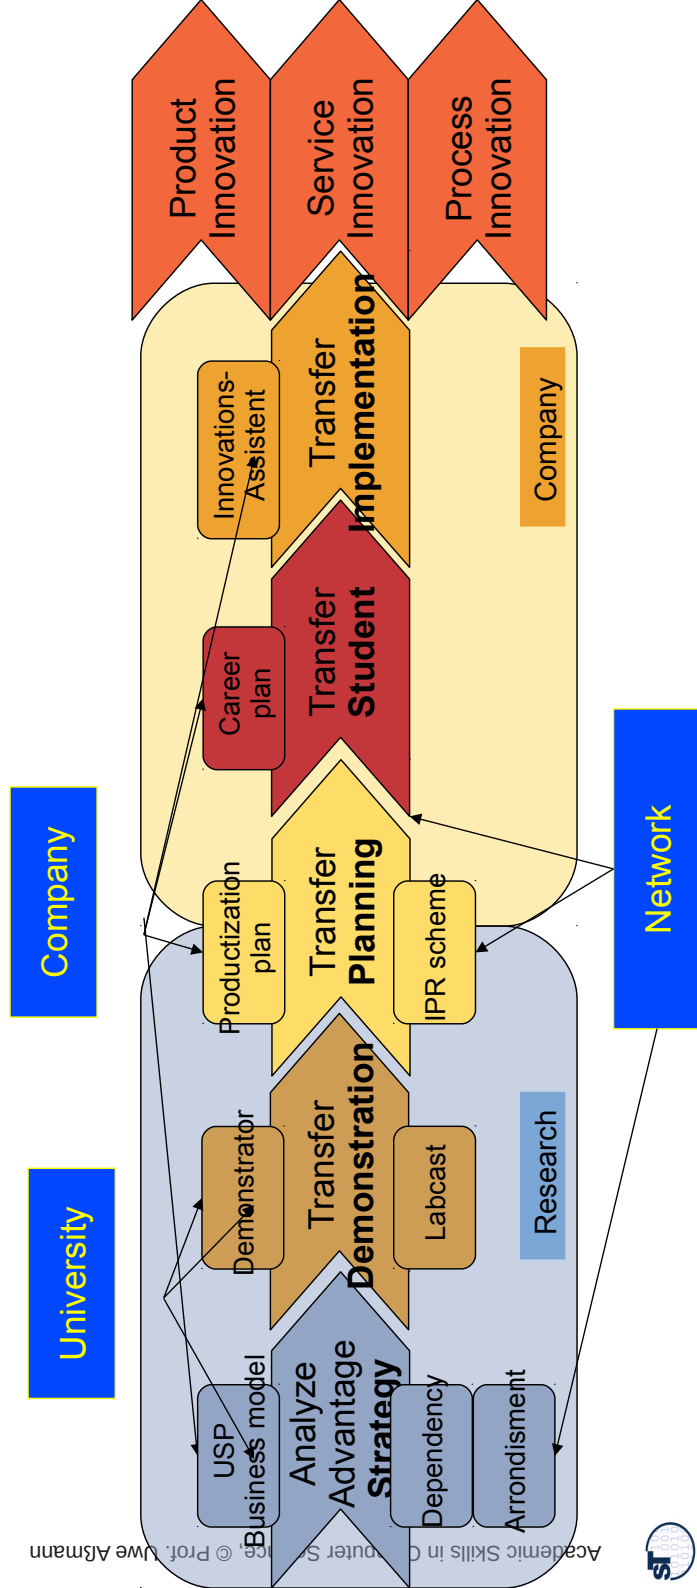 University
Company
USP
Business model
Demonstrator
Productization
plan
Career
plan
Innovations-
Assistent
Analyze
Advantage
Strategy
Transfer
Demonstration
Transfer
Planning
Transfer
Student
Transfer
Implementation
Product
Innovation
Service
Innovation
Process
Innovation
Dependency
Arrondisment
Labcast
IPR scheme
Research
Company
Network
Academic Skills in Computer Science, © Prof. Uwe Aßmann
ST